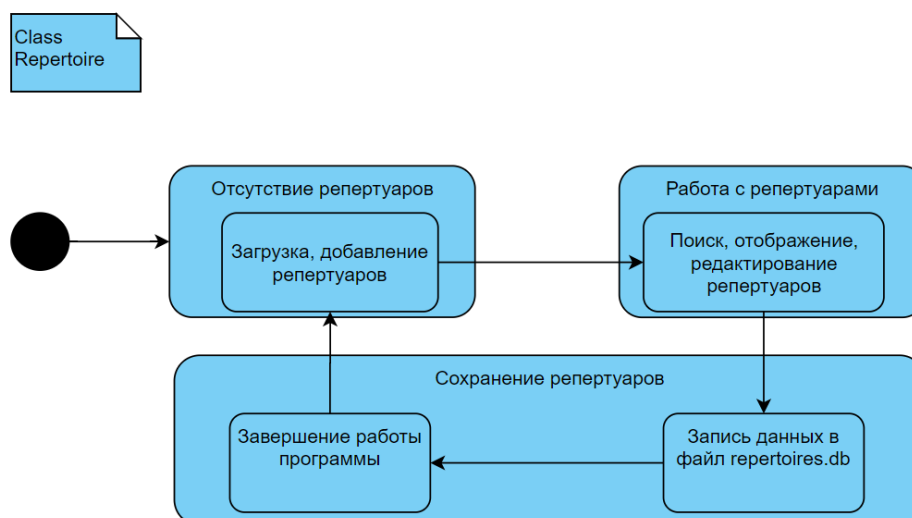 Class
Repertoire
Отсутствие репертуаров
Загрузка, добавление
репертуаров
Работа с репертуарами
Поиск, отображение,
редактирование
репертуаров
Сохранение репертуаров
Завершение работы
программы
Запись данных в
файл repertoires.db